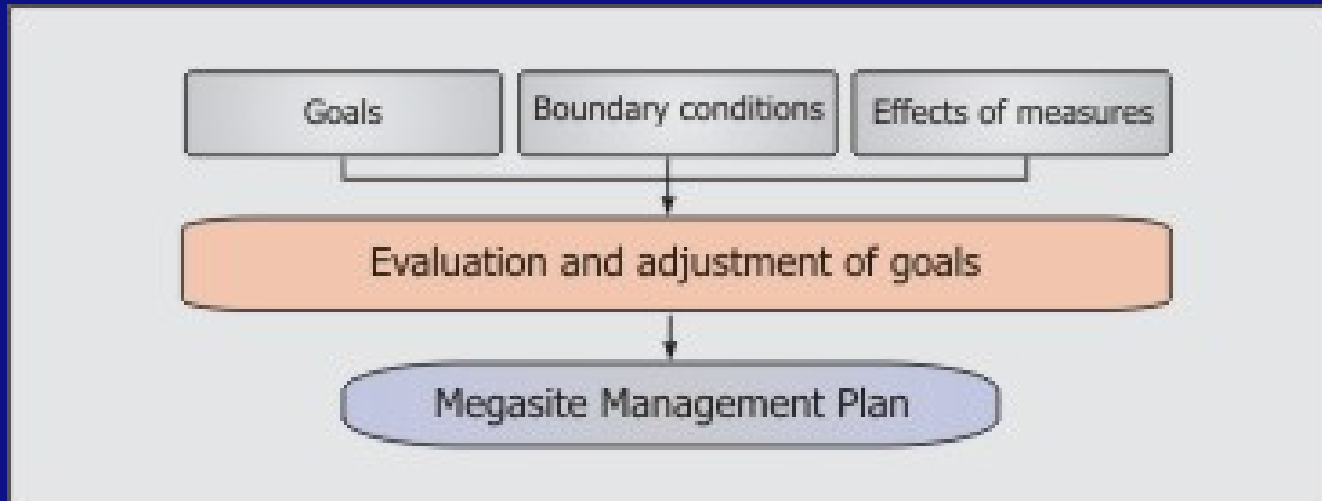 Goals
Boundary conditions
Effects of measures
Evaluation and adjustment of goals
Megasite Management Plan